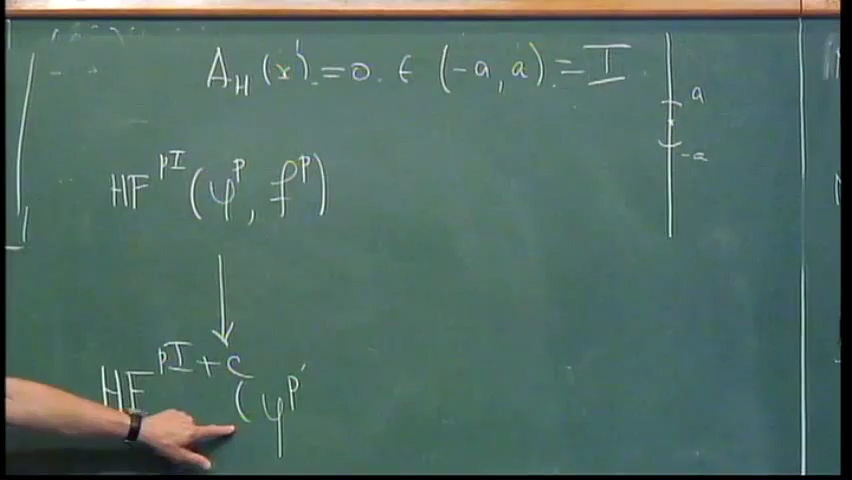 A_H(x) = 0. ∈ (-a, a) = I
a
-a
HF^{pI}(φ^p, f^p)
↓
HF^{pI+c}(φ^{p'}